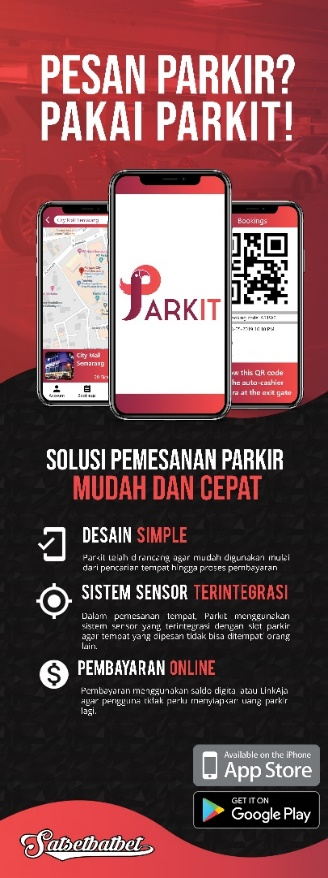 PESAN PARKIR?
PAKAI PARKIT!
City Mall Semarang
Bookings
PARKIT
City Mall
Semarang
Account
w this QR code
he auto-cashier
ra at the exit gate
SOLUSI PEMESANAN PARKIR
MUDAH DAN CEPAT
DESAIN SIMPLE
Parkit telah dirancang agar mudah digunakan mulai
dari pencarian tempat hingga proses pembayaran
SISTEM SENSOR TERINTEGRASI
Dalam pemesanan tempat, Parkit menggunakan
sistem sensor yang terintegrasi dengan slot parkir
agar tempat yang dipesan tidak bisa ditempati orang
lain.
PEMBAYARAN ONLINE
Pembayaran menggunakan saldo digital atau LinkAja
agar pengguna tidak perlu menyiapkan uang parkir
lagi.
Available on the iPhone
App Store
GET IT ON
Google Play
Satsetbatbet